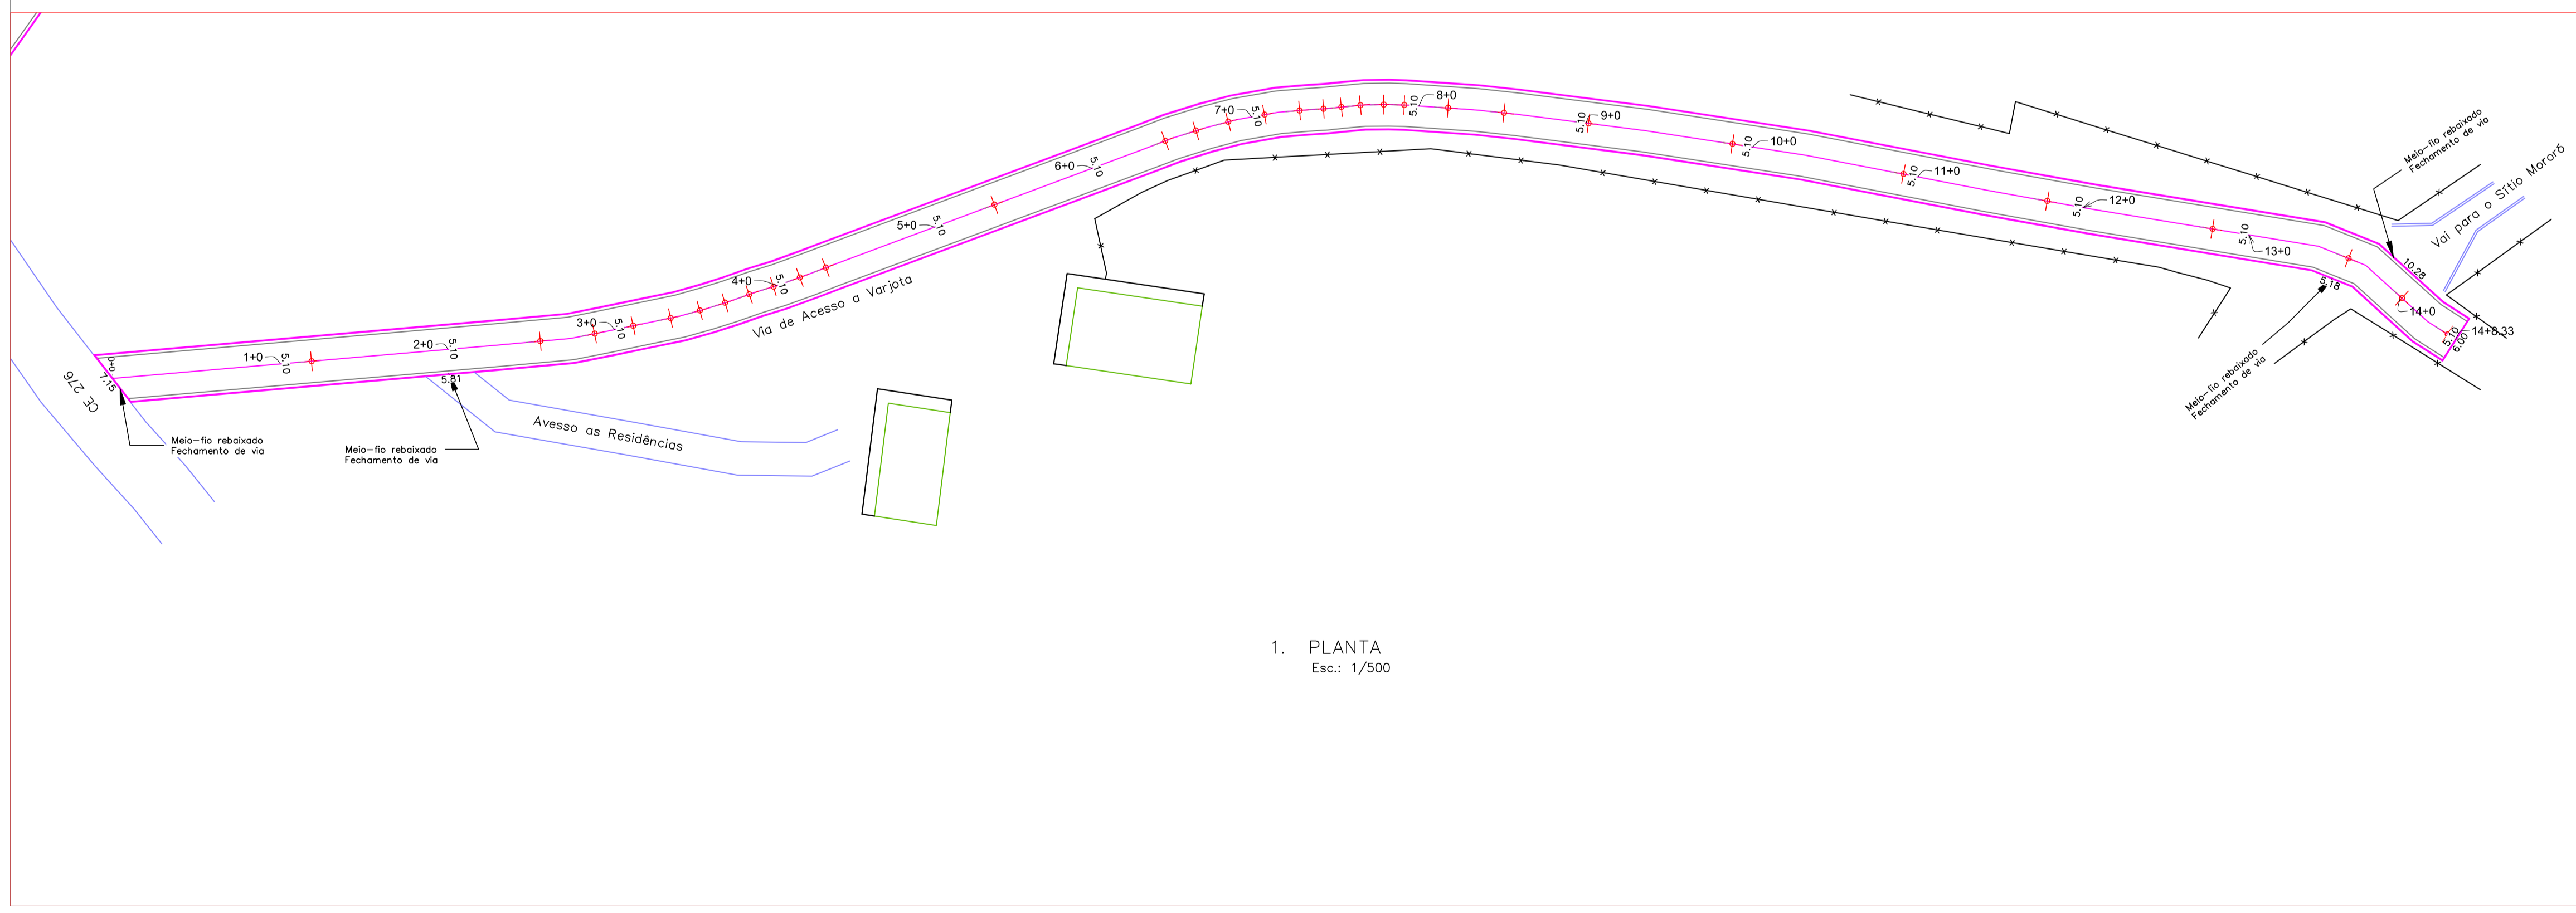 CE 276
7.15
0+0
Meio-fio rebaixado
Fechamento de via
1+0
5.10
2+0
5.10
5.81
Meio-fio rebaixado
Fechamento de via
Avesso as Residências
3+0
5.10
4+0
5.10
Via de Acesso a Varjota
5+0
5.10
6+0
5.10
7+0
5.10
8+0
5.10
9+0
5.10
10+0
5.10
11+0
5.10
12+0
5.10
13+0
5.10
Meio-fio rebaixado
Fechamento de via
Vai para o Sítio Mororó
10.28
5.18
14+0
14+8.33
5.10
6.00
Meio-fio rebaixado
Fechamento de via
1. PLANTA
Esc.: 1/500